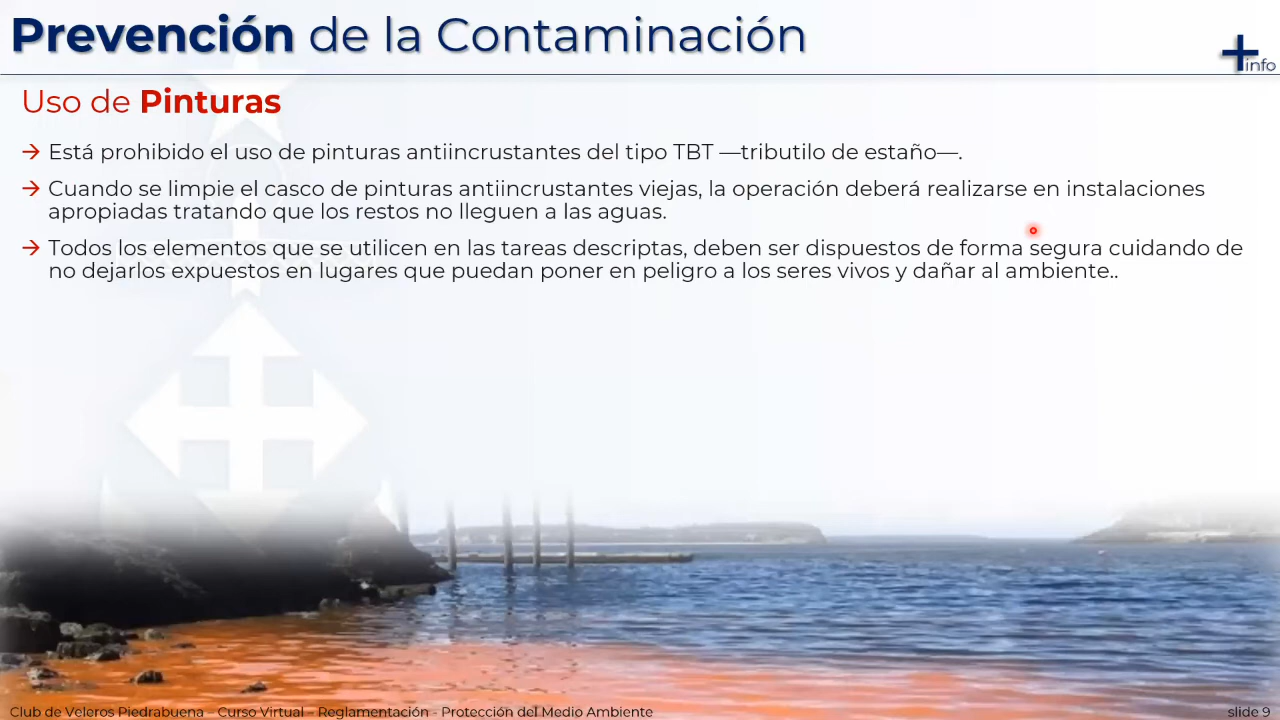 Prevención de la Contaminación
+info
Uso de Pinturas
→ Está prohibido el uso de pinturas antiincrustantes del tipo TBT —tributilo de estaño—.
→ Cuando se limpie el casco de pinturas antiincrustantes viejas, la operación deberá realizarse en instalaciones
apropiadas tratando que los restos no lleguen a las aguas.
→ Todos los elementos que se utilicen en las tareas descriptas, deben ser dispuestos de forma segura cuidando de
no dejarlos expuestos en lugares que puedan poner en peligro a los seres vivos y dañar al ambiente..
Club de Veleros Piedrabuena - Curso Virtual - Reglamentación - Protección del Medio Ambiente
slide 9